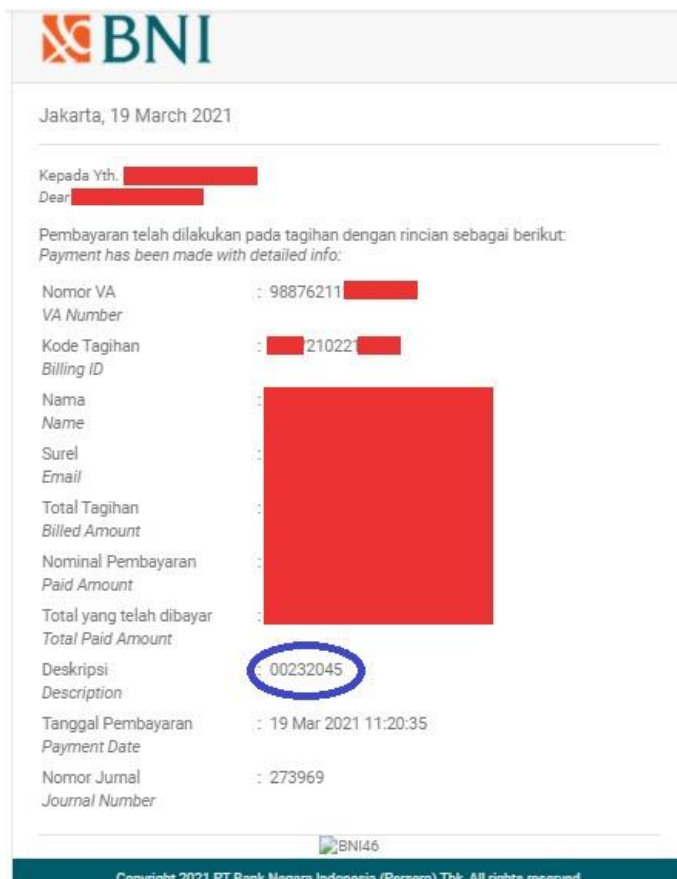 BNI
Jakarta, 19 March 2021
Kepada Yth.
Dear
Pembayaran telah dilakukan pada tagihan dengan rincian sebagai berikut:
Payment has been made with detailed info:
Nomor VA : 98876211
VA Number
Kode Tagihan : 210221
Billing ID
Nama :
Name
Surel :
Email
Total Tagihan :
Billed Amount
Nominal Pembayaran :
Paid Amount
Total yang telah dibayar :
Total Paid Amount
Deskripsi : 00232045
Description
Tanggal Pembayaran : 19 Mar 2021 11:20:35
Payment Date
Nomor Jurnal : 273969
Journal Number
BNI46
Copyright 2021 PT Bank Negara Indonesia (Persero) Tbk. All rights reserved